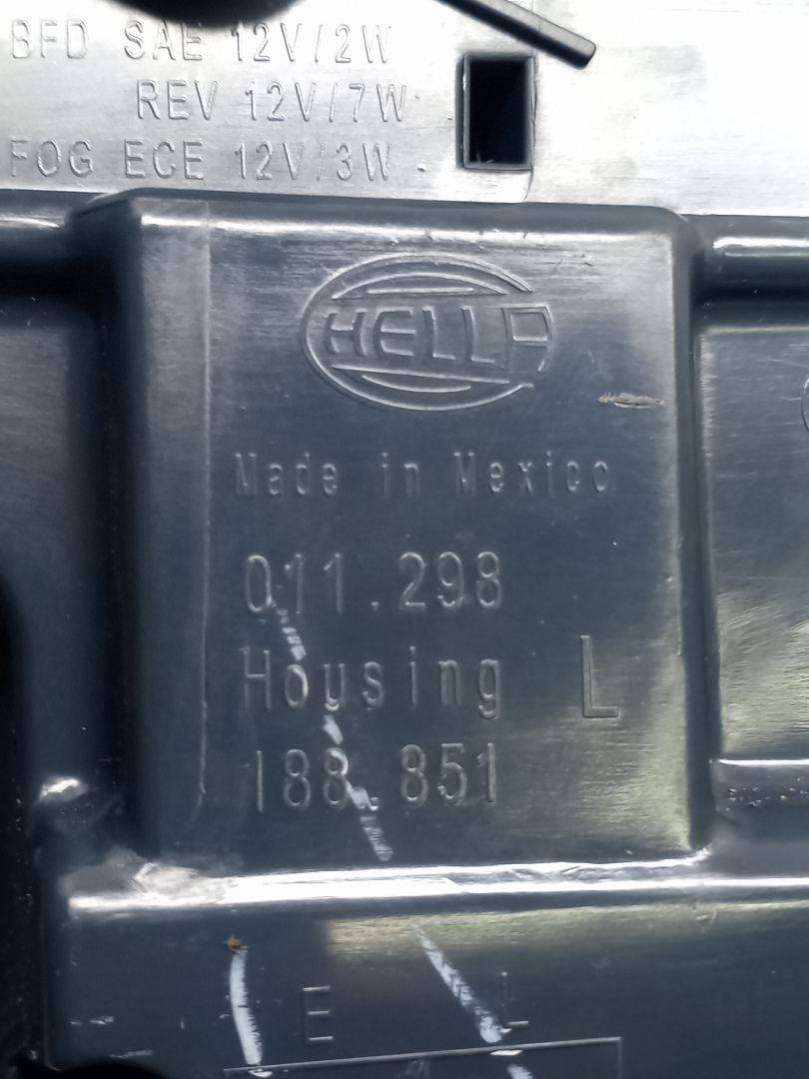 BFD SAE 12V/2W
REV 12V/7W
FOG ECE 12V/3W
HELLA
Made in Mexico
011.298
Housing L
188.851
E L